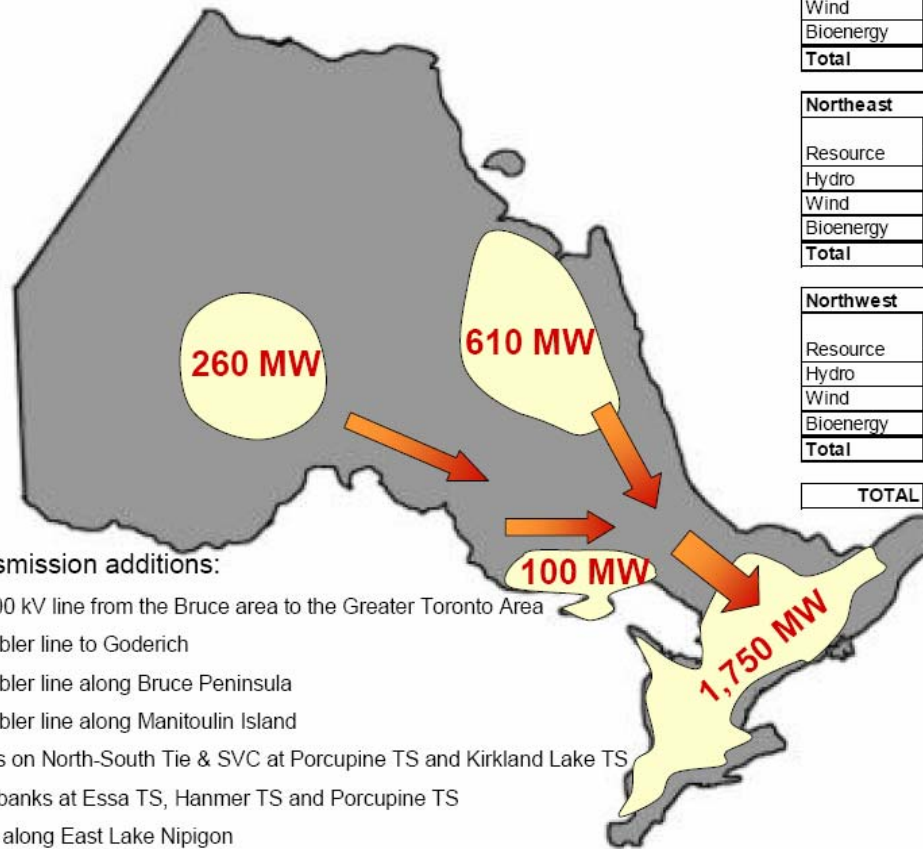 Wind
Bioenergy
Total
Northeast
Resource
Hydro
Wind
Bioenergy
Total
Northwest
Resource
Hydro
Wind
Bioenergy
Total
TOTAL
260 MW
610 MW
100 MW
1,750 MW
smission additions:
00 kV line from the Bruce area to the Greater Toronto Area
bler line to Goderich
bler line along Bruce Peninsula
bler line along Manitoulin Island
s on North-South Tie & SVC at Porcupine TS and Kirkland Lake TS
banks at Essa TS, Hanmer TS and Porcupine TS
along East Lake Nipigon